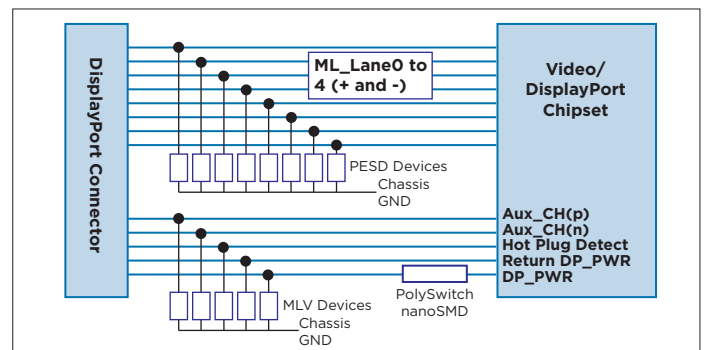 DisplayPort Connector
ML_Lane0 to
4 (+ and -)
Video/
DisplayPort
Chipset
PESD Devices
Chassis
GND
Aux_CH(p)
Aux_CH(n)
Hot Plug Detect
Return DP_PWR
DP_PWR
PolySwitch
nanoSMD
MLV Devices
Chassis
GND